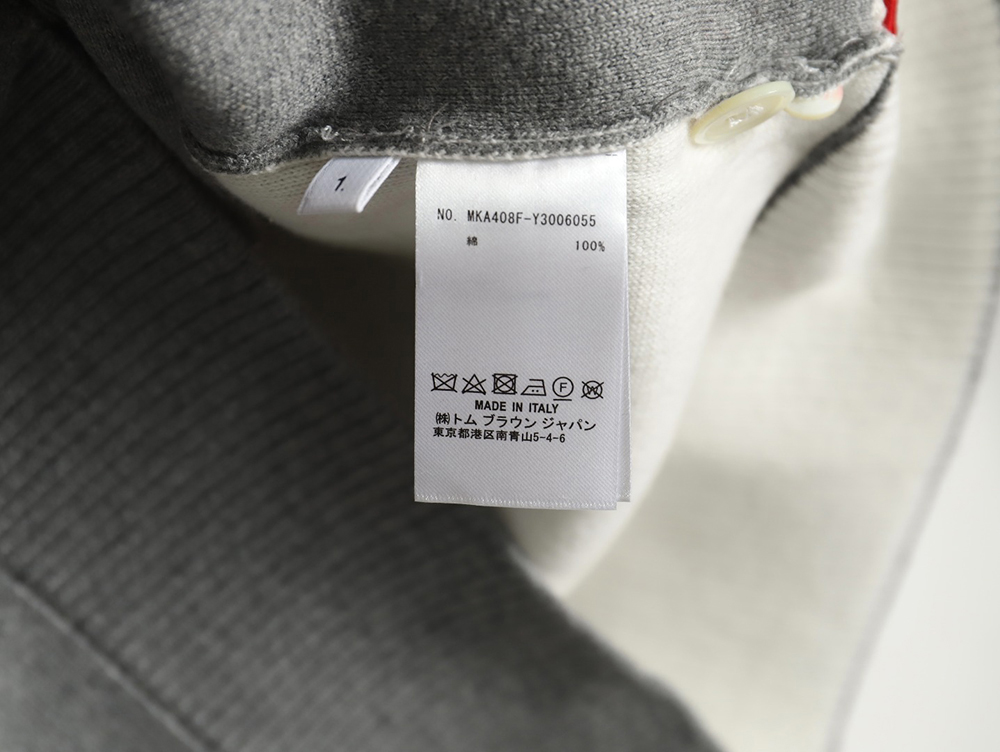 1.
NO. MKA408F-Y3006055
綿 100%
F W
MADE IN ITALY
㈱トム ブラウン ジャパン
東京都港区南青山5-4-6